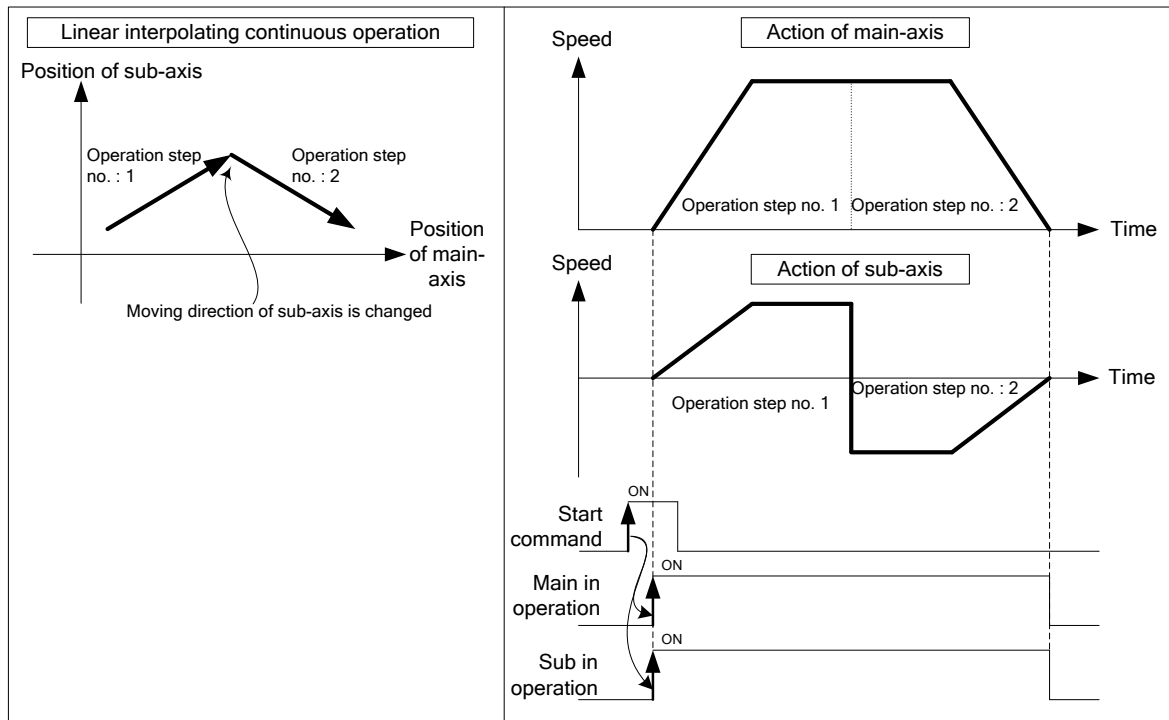 Linear interpolating continuous operation
Position of sub-axis
Operation step
no. : 1
Operation step
no. : 2
Position
of main-
axis
Moving direction of sub-axis is changed
Speed
Action of main-axis
Operation step no. 1
Operation step no. : 2
Time
Speed
Action of sub-axis
Operation step no. 1
Operation step no. : 2
Time
ON
Start
command
ON
Main in
operation
ON
Sub in
operation